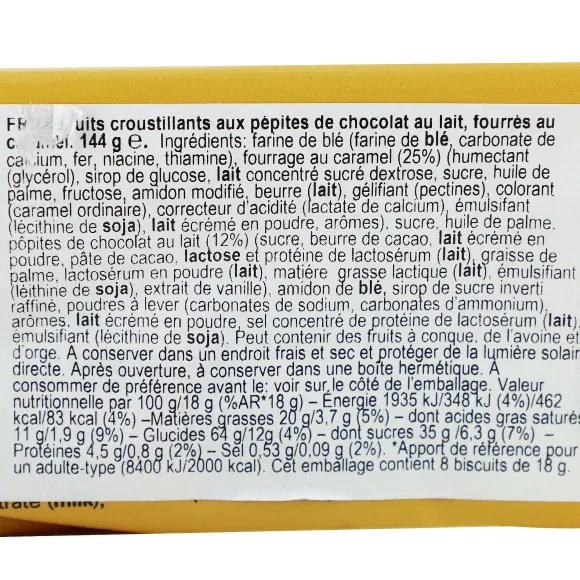 FR uits croustillants aux pépites de chocolat au lait, fourrés au
caramel. 144 g e. Ingrédients: farine de blé (farine de blé, carbonate de
calcium, fer, niacine, thiamine), fourrage au caramel (25%) (humectant
(glycérol), sirop de glucose, lait concentré sucré dextrose, sucre, huile de
palme, fructose, amidon modifié, beurre (lait), gélifiant (pectines), colorant
(caramel ordinaire), correcteur d'acidité (lactate de calcium), émulsifiant
(lécithine de soja), lait écrémé en poudre, arômes), sucre, huile de palme.
pépites de chocolat au lait (12%) (sucre, beurre de cacao, lait écrémé en
poudre, pâte de cacao, lactose et protéine de lactosérum (lait), graisse de
palme, lactosérum en poudre (lait), matiére grasse lactique (lait), émulsifiant
(léithine de soja), extrait de vanille), amidon de blé, sirop de sucre inverti
raffiné, poudres à lever (carbonates de sodium, carbonates d'ammonium),
arômes, lait écrémé en poudre, sel concentré de protéine de lactosérum (lait),
émulsifiant (lécithine de soja). Peut contenir des fruits à conque, de l'avoine et
d'orge. A conserver dans un endroit frais et sec et protéger de la lumière solair
directe. Après ouverture, à conserver dans une boîte hermétique. À
consommer de préférence avant le: voir sur le côté de l'emballage. Valeur
nutritionnelle par 100 g/18 g (%AR*18 g) – Énergie 1935 kJ/348 kJ (4%)/462
kcal/83 kcal (4%) –Matières grasses 20 g/3,7 g (5%) – dont acides gras saturés
11 g/1,9 g (9%) – Glucides 64 g/12g (4%) – dont sucres 35 g /6,3 g (7%) –
Protéines 4,5 g/0,8 g (2%) – Sel 0,53 g/0,09 g (2%). *Apport de référence pour
un adulte-type (8400 kJ/2000 kcal). Cet emballage contient 8 biscuits de 18 g.
trate (milk),